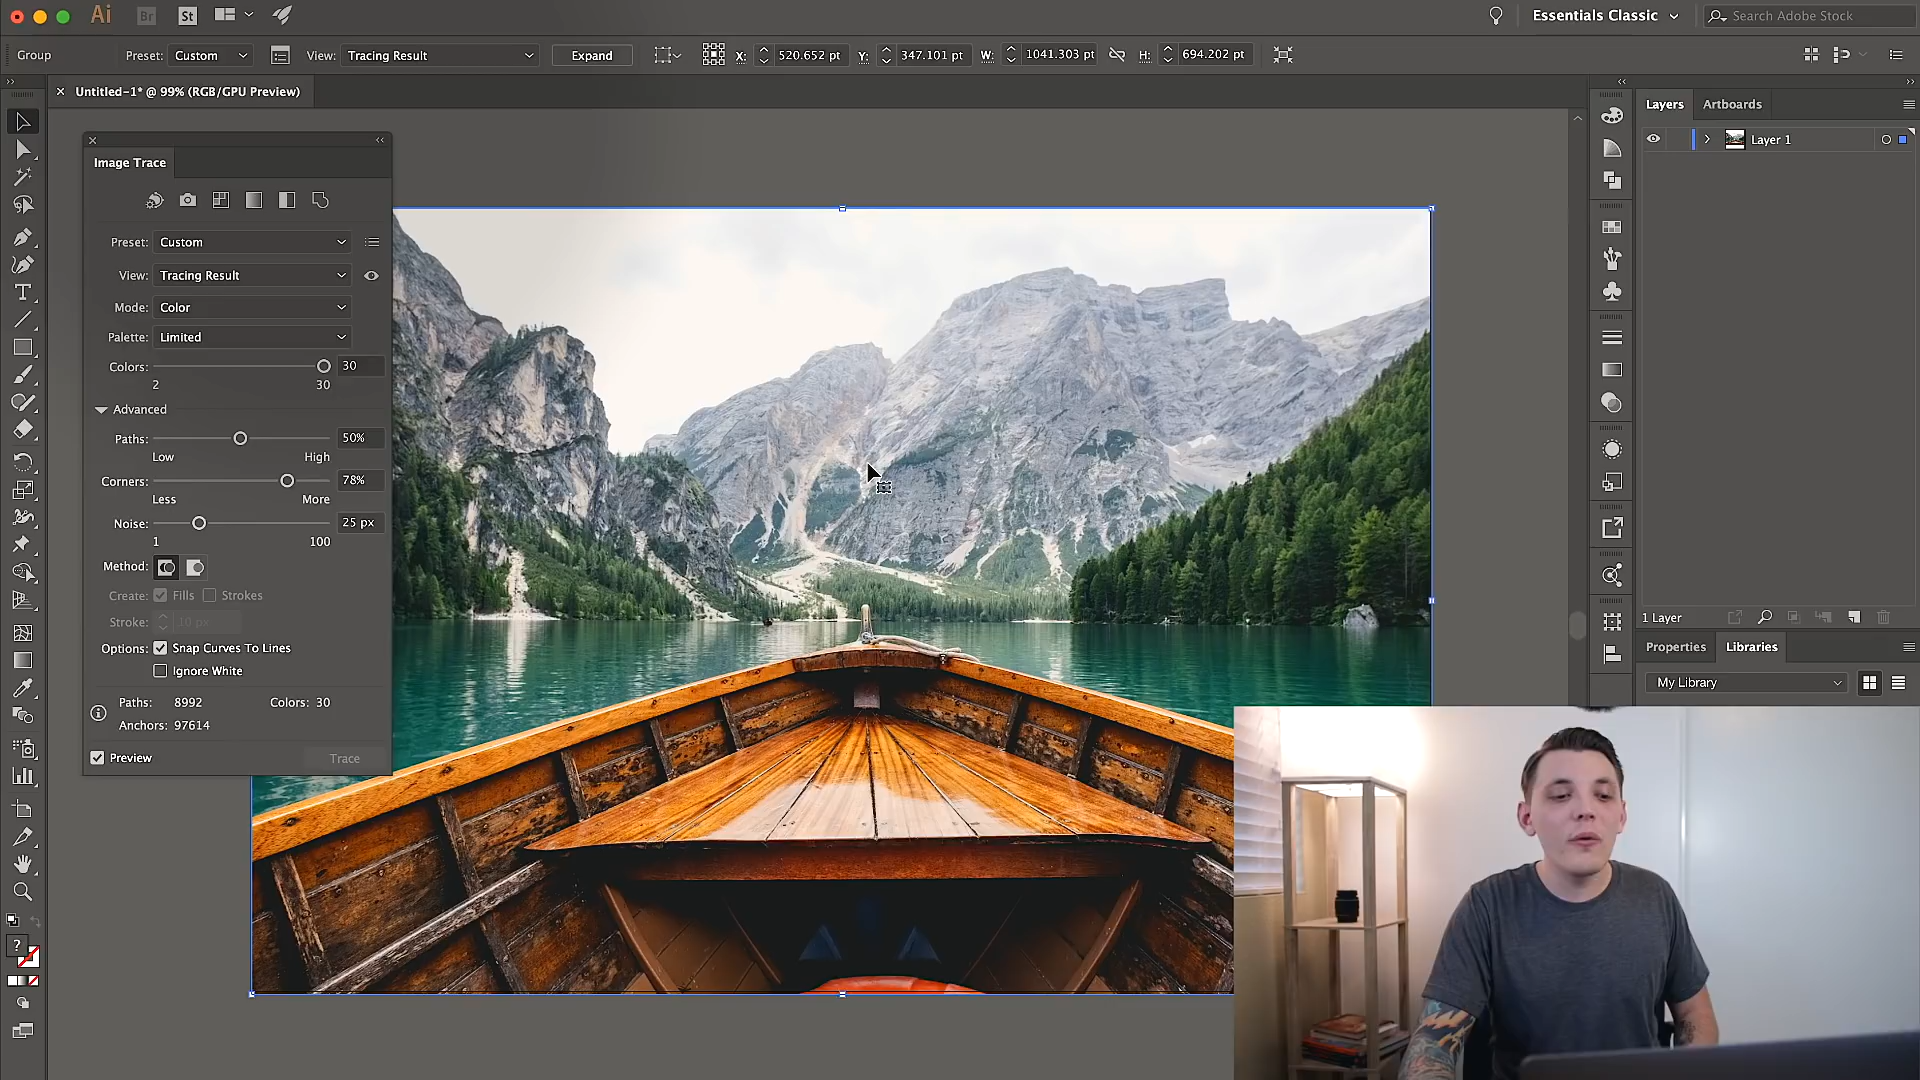 Ai Br St Essentials Classic Search Adobe Stock
Group Preset: Custom View: Tracing Result Expand X: 520.652 pt Y: 347.101 pt W: 1041.303 pt H: 694.202 pt
× Untitled-1* @ 99% (RGB/GPU Preview)
Layers Artboards
Layer 1
Image Trace
Preset: Custom
View: Tracing Result
Mode: Color
Palette: Limited
Colors: 30
2 30
Advanced
Paths: 50%
Low High
Corners: 78%
Less More
Noise: 25 px
1 100
Method:
Create: Fills Strokes
Stroke: 10 px
Options: Snap Curves To Lines
Ignore White
Paths: 8992 Colors: 30
Anchors: 97614
Preview Trace
1 Layer
Properties Libraries
My Library
?